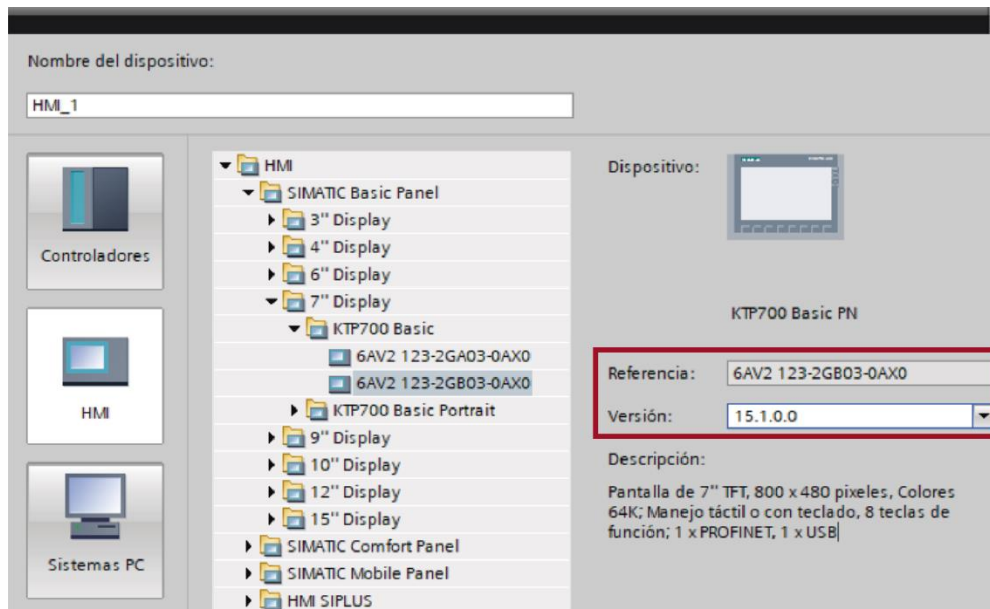 Nombre del dispositivo:
HMI_1
Controladores
HMI
Sistemas PC
HMI
SIMATIC Basic Panel
3'' Display
4'' Display
6'' Display
7'' Display
KTP700 Basic
6AV2 123-2GA03-0AX0
6AV2 123-2GB03-0AX0
KTP700 Basic Portrait
9'' Display
10'' Display
12'' Display
15'' Display
SIMATIC Comfort Panel
SIMATIC Mobile Panel
HMI SIPLUS
Dispositivo:
KTP700 Basic PN
Referencia: 6AV2 123-2GB03-0AX0
Versión: 15.1.0.0
Descripción:
Pantalla de 7'' TFT, 800 x 480 pixeles, Colores
64K; Manejo táctil o con teclado, 8 teclas de
función; 1 x PROFINET, 1 x USB